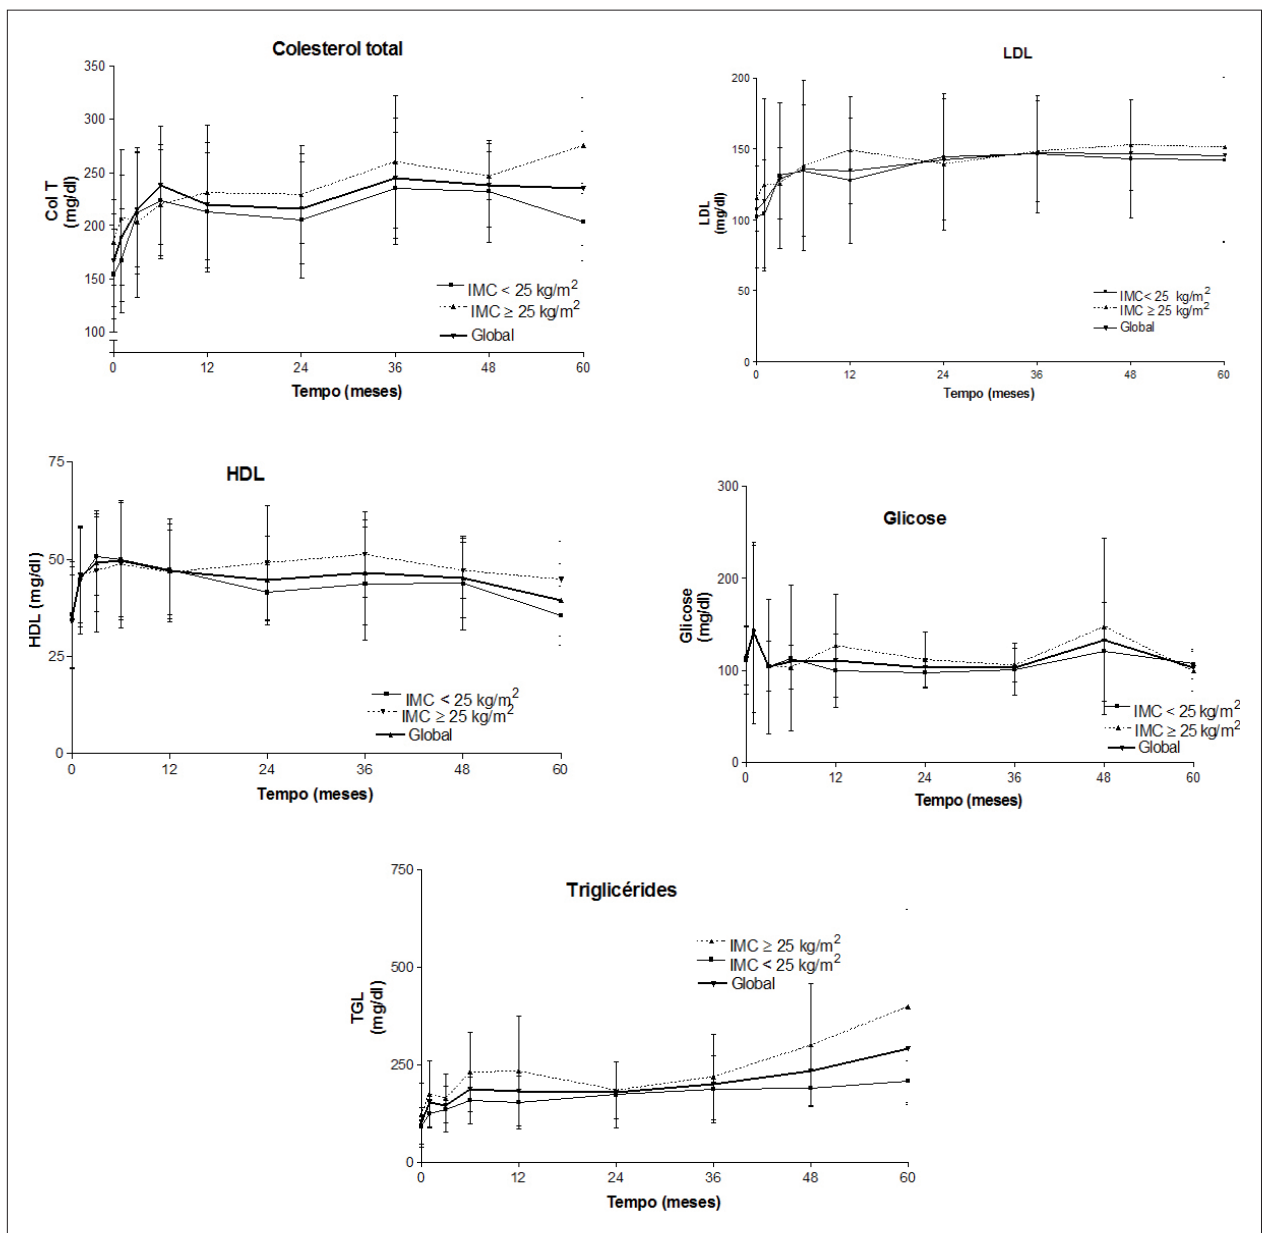 Colesterol total
350
300
250
200
150
100
Col T
(mg/dl)
IMC < 25 kg/m²
IMC ≥ 25 kg/m²
Global
0 12 24 36 48 60
Tempo (meses)
LDL
200
150
100
50
0
LDL
(mg/dl)
IMC< 25 kg/m²
IMC ≥ 25 kg/m²
Global
0 12 24 36 48 60
Tempo (meses)
HDL
75
50
25
0
HDL (mg/dl)
IMC < 25 kg/m²
IMC ≥ 25 kg/m²
Global
0 12 24 36 48 60
Tempo (meses)
Glicose
300
200
100
0
Glicose
(mg/dl)
IMC < 25 kg/m²
IMC ≥ 25 kg/m²
Global
0 12 24 36 48 60
Tempo (meses)
Triglicérides
750
500
250
0
TGL
(mg/dl)
IMC ≥ 25 kg/m²
IMC < 25 kg/m²
Global
0 12 24 36 48 60
Tempo (meses)